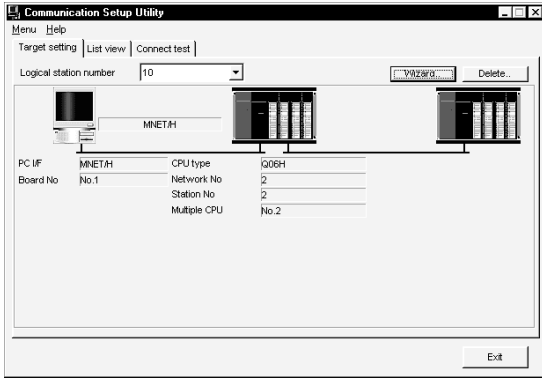 Communication Setup Utility
Menu Help
Target setting List view Connect test
Logical station number 10 Wizard.. Delete..
MNET/H
PC I/F MNET/H CPU type Q06H
Board No No.1 Network No 2
Station No 2
Multiple CPU No.2
Exit